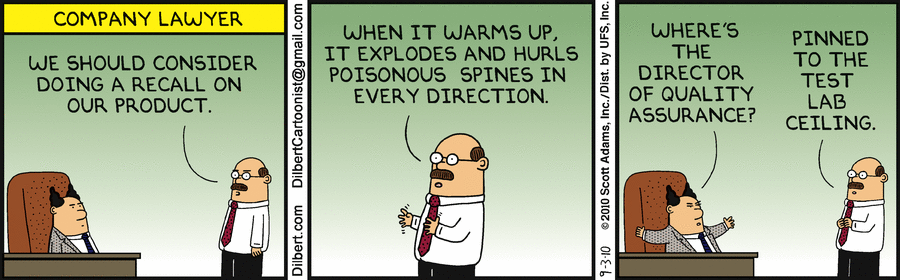 COMPANY LAWYER
WE SHOULD CONSIDER
DOING A RECALL ON
OUR PRODUCT.
Dilbert.com DilbertCartoonist@gmail.com
WHEN IT WARMS UP,
IT EXPLODES AND HURLS
POISONOUS SPINES IN
EVERY DIRECTION.
9-3-10 ©2010 Scott Adams, Inc./Dist. by UFS, Inc.
WHERE'S
THE
DIRECTOR
OF QUALITY
ASSURANCE?
PINNED
TO THE
TEST
LAB
CEILING.